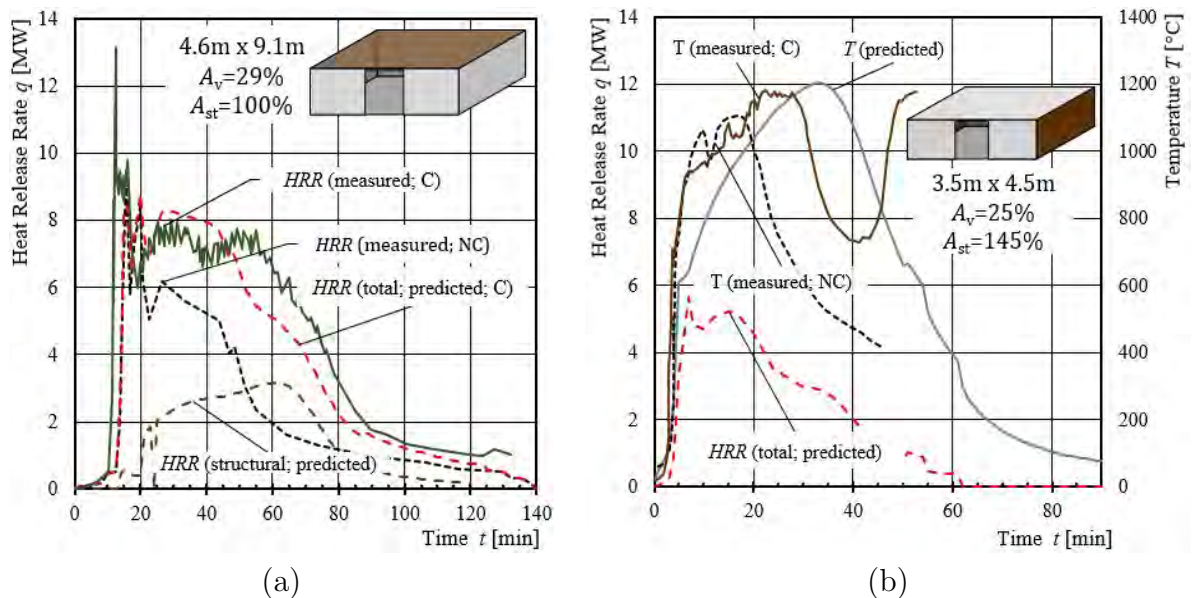 Heat Release Rate q [MW]
14
12
10
8
6
4
2
0
4.6m x 9.1m
Aᵥ=29%
Aₛₜ=100%
HRR (measured; C)
HRR (measured; NC)
HRR (total; predicted; C)
HRR (structural; predicted)
0 20 40 60 80 100 120 140
Time t [min]
(a)
Heat Release Rate q [MW]
14
12
10
8
6
4
2
0
T (measured; C)
T (predicted)
3.5m x 4.5m
Aᵥ=25%
Aₛₜ=145%
T (measured; NC)
HRR (total; predicted)
1400
1200
1000
800
600
400
200
0
Temperature T [°C]
0 20 40 60 80
Time t [min]
(b)